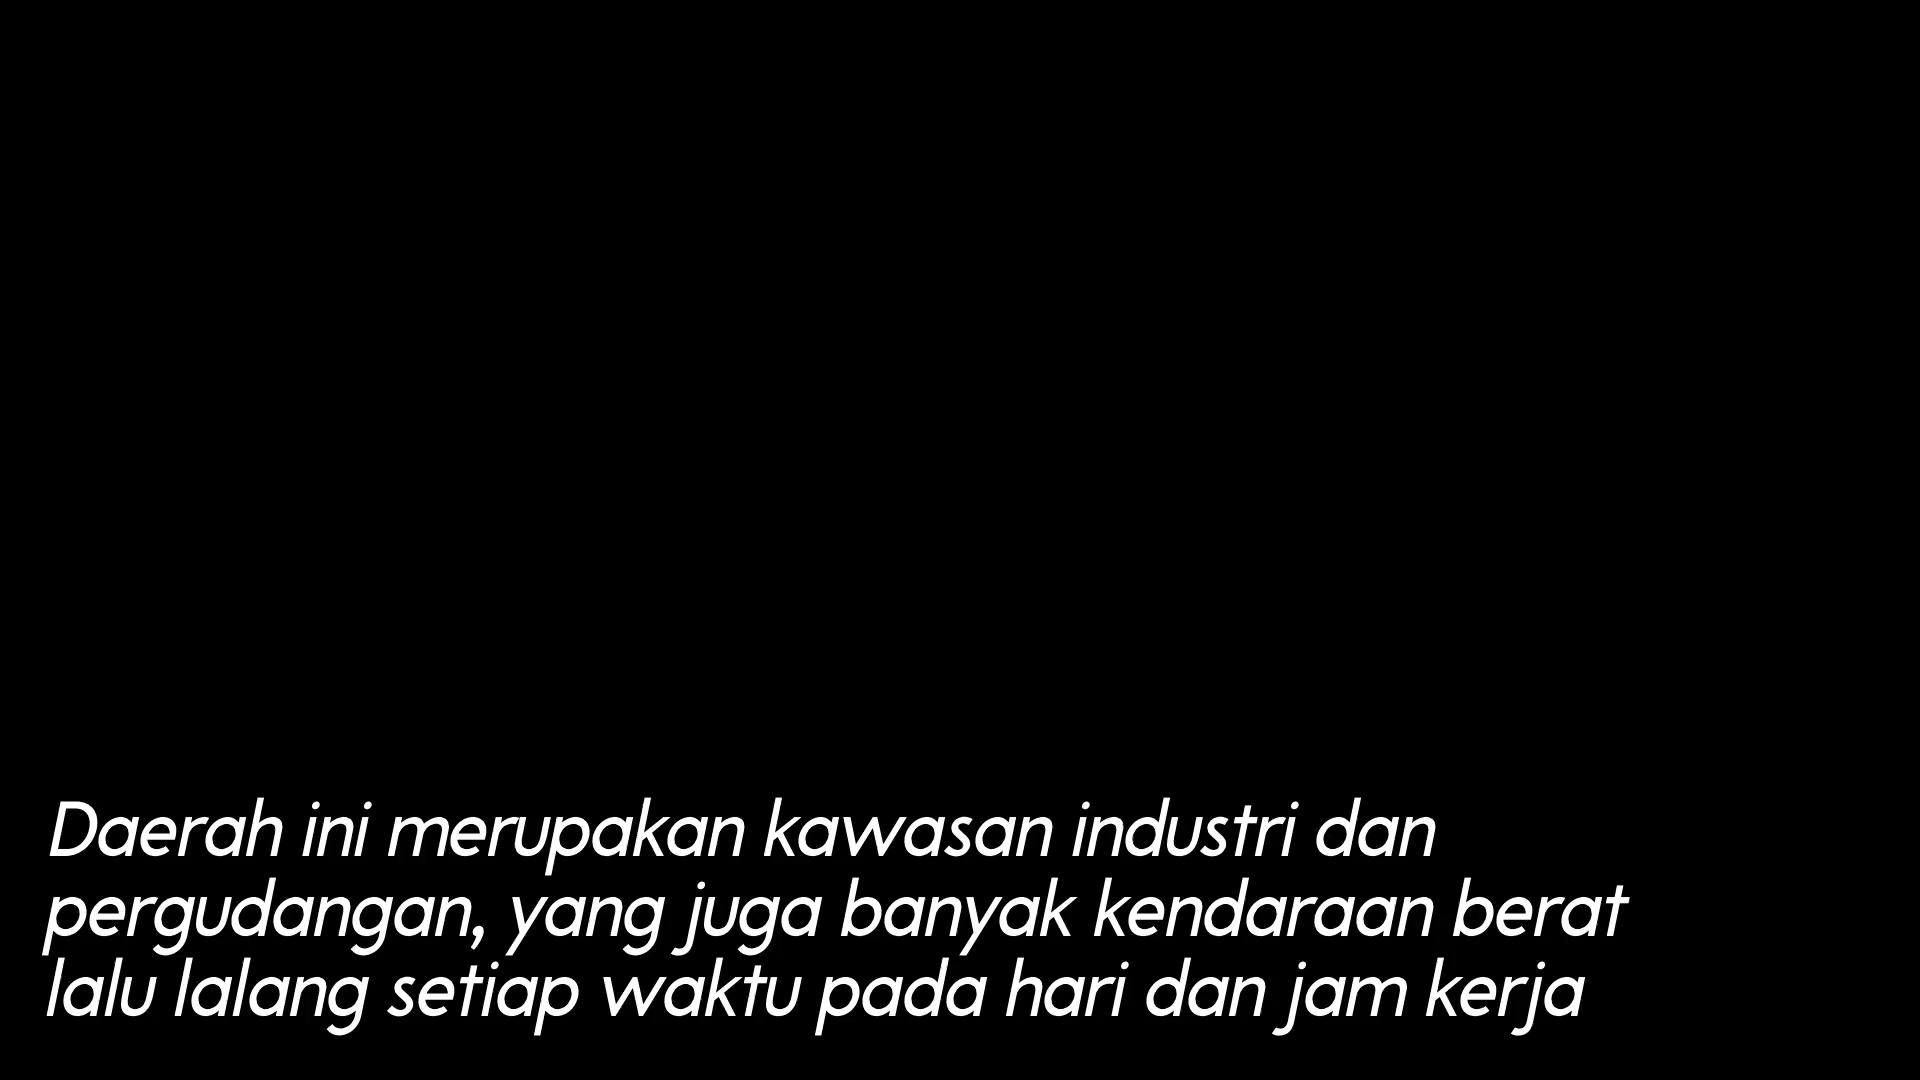 Daerah ini merupakan kawasan industri dan
pergudangan, yang juga banyak kendaraan berat
lalu lalang setiap waktu pada hari dan jam kerja